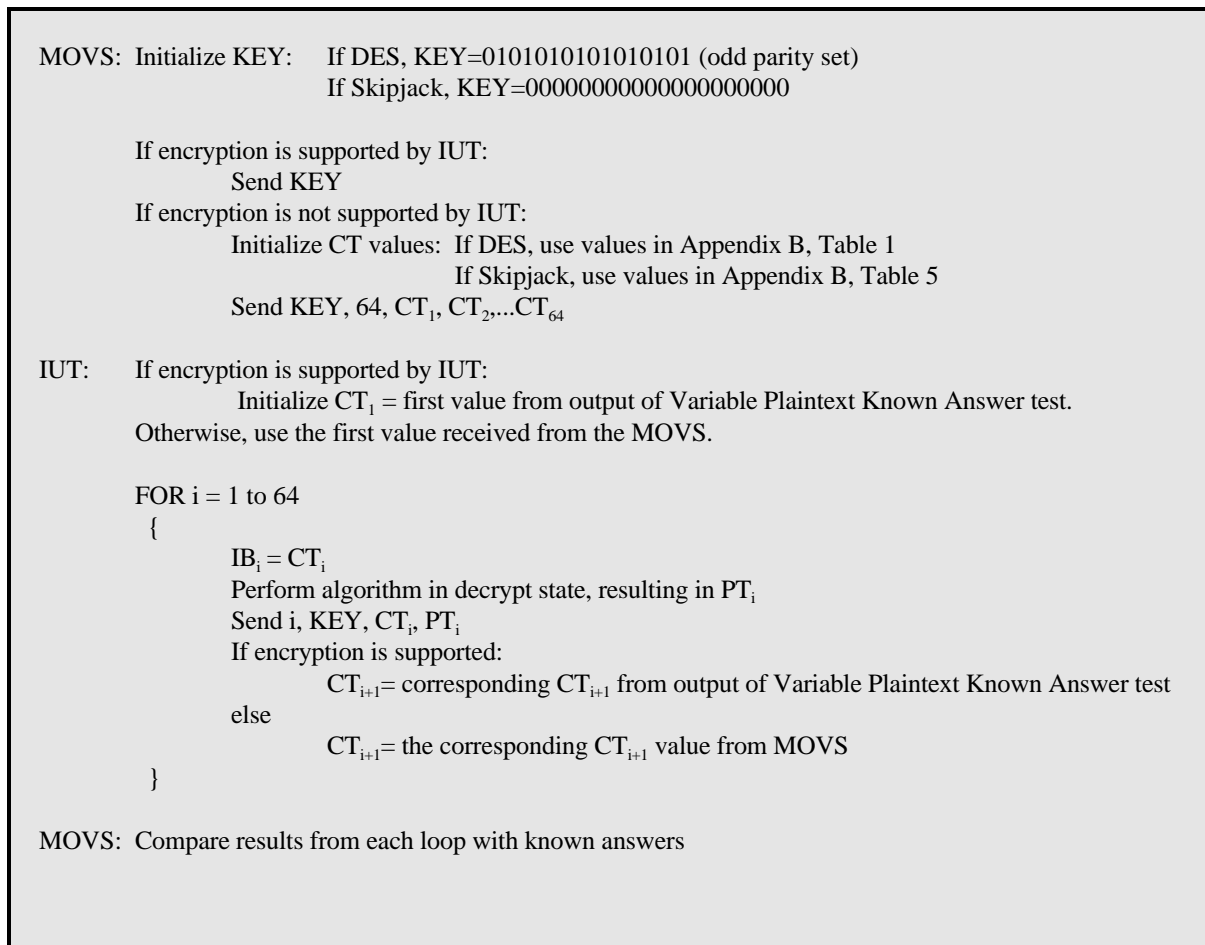 MOVS: Initialize KEY: If DES, KEY=0101010101010101 (odd parity set)
If Skipjack, KEY=00000000000000000000
If encryption is supported by IUT:
Send KEY
If encryption is not supported by IUT:
Initialize CT values: If DES, use values in Appendix B, Table 1
If Skipjack, use values in Appendix B, Table 5
Send KEY, 64, CT₁, CT₂,...CT₆₄
IUT: If encryption is supported by IUT:
Initialize CT₁ = first value from output of Variable Plaintext Known Answer test.
Otherwise, use the first value received from the MOVS.
FOR i = 1 to 64
{
IBᵢ = CTᵢ
Perform algorithm in decrypt state, resulting in PTᵢ
Send i, KEY, CTᵢ, PTᵢ
If encryption is supported:
CTᵢ₊₁= corresponding CTᵢ₊₁ from output of Variable Plaintext Known Answer test
else
CTᵢ₊₁= the corresponding CTᵢ₊₁ value from MOVS
}
MOVS: Compare results from each loop with known answers